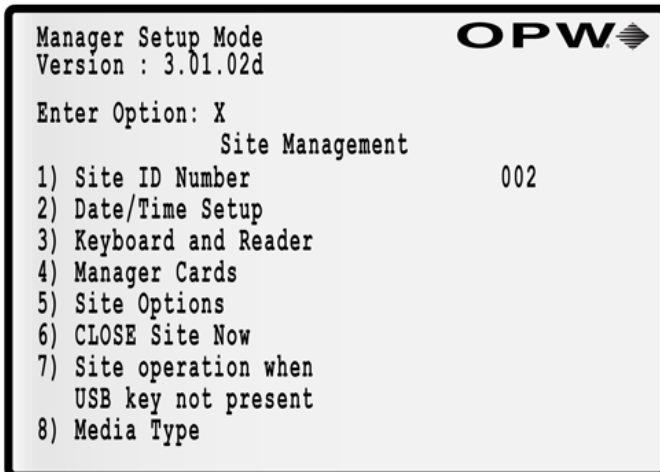 Manager Setup Mode
OPW
Version : 3.01.02d
Enter Option: X
Site Management
1) Site ID Number 002
2) Date/Time Setup
3) Keyboard and Reader
4) Manager Cards
5) Site Options
6) CLOSE Site Now
7) Site operation when
USB key not present
8) Media Type